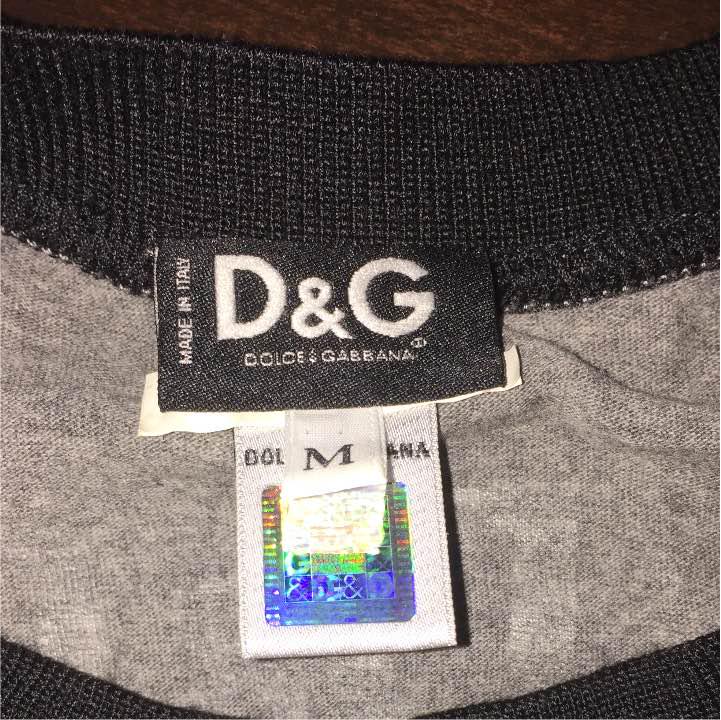 MADE IN ITALY
D&G
DOLCE & GABBANA
DOL
M
ANA
G
&D&D